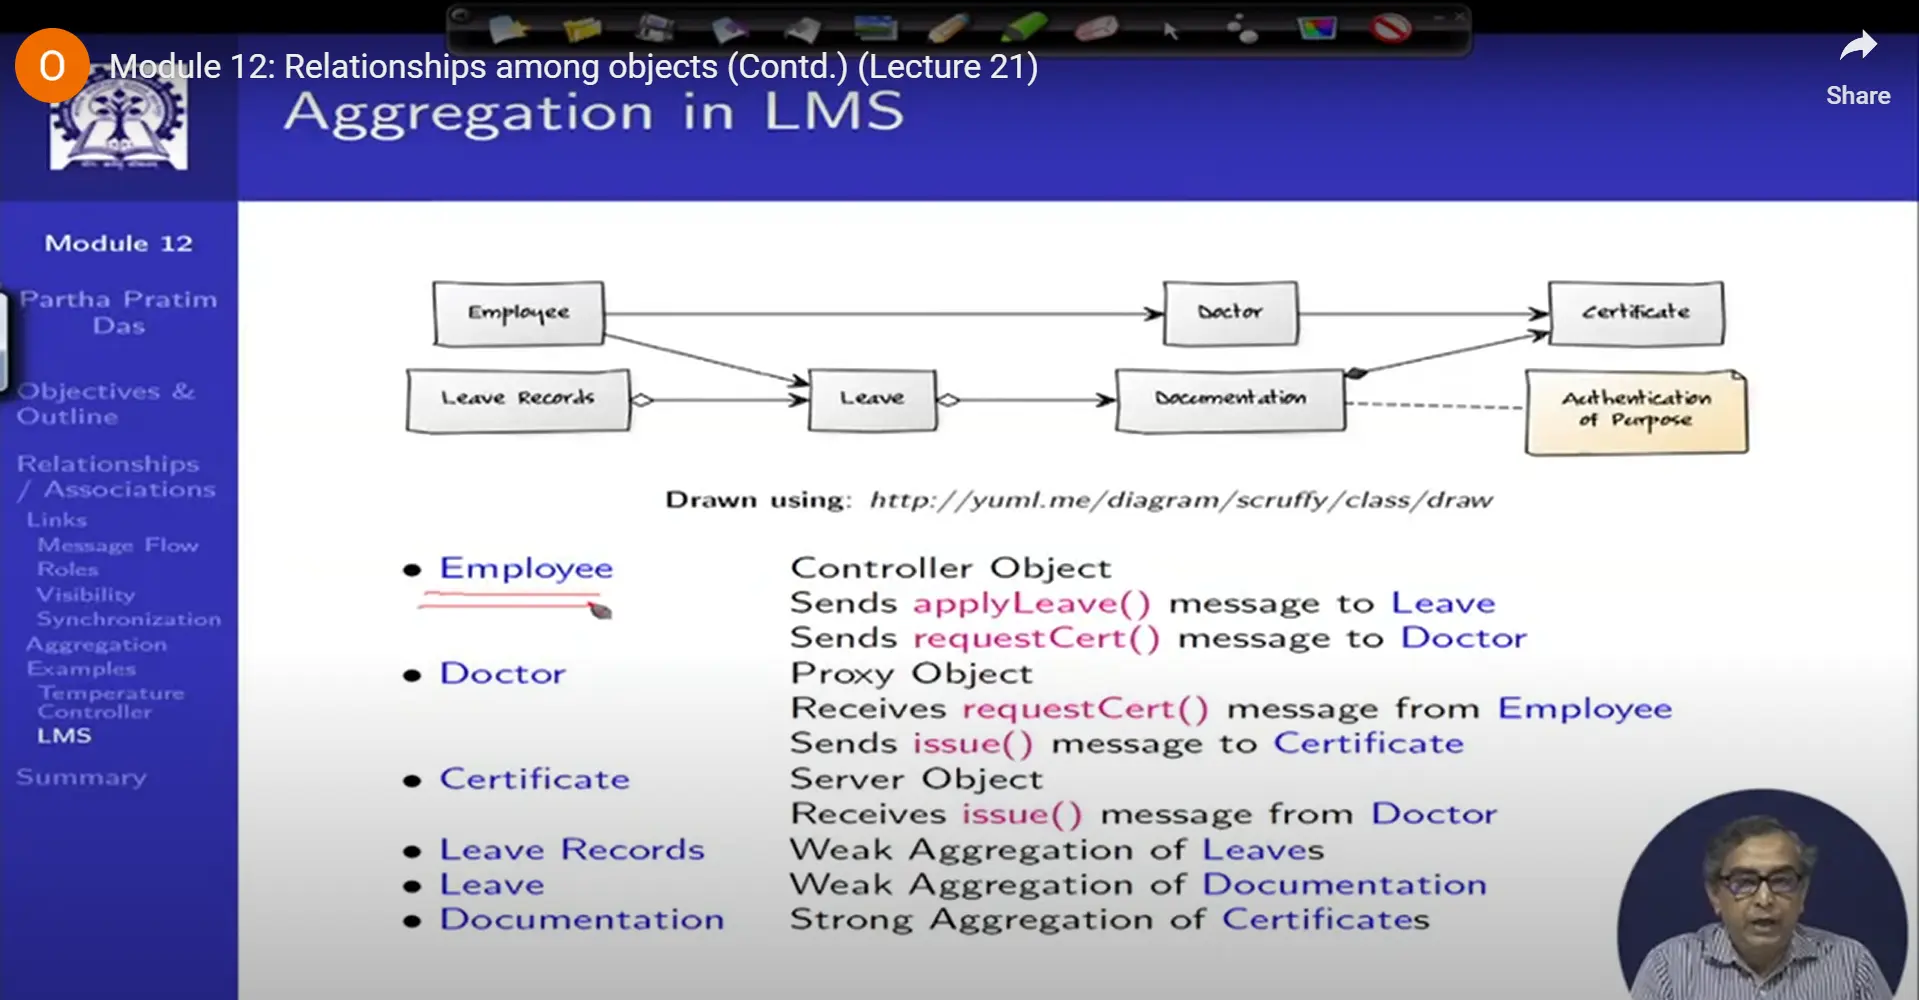 O
Module 12: Relationships among objects (Contd.) (Lecture 21)
Share
Aggregation in LMS
Module 12
Partha Pratim
Das
Objectives &
Outline
Relationships
/ Associations
Links
Message Flow
Roles
Visibility
Synchronization
Aggregation
Examples
Temperature
Controller
LMS
Summary
Employee
Doctor
Certificate
Leave Records
Leave
Documentation
Authentication
of Purpose
Drawn using: http://yuml.me/diagram/scruffy/class/draw
• Employee Controller Object
Sends applyLeave() message to Leave
Sends requestCert() message to Doctor
• Doctor Proxy Object
Receives requestCert() message from Employee
Sends issue() message to Certificate
• Certificate Server Object
Receives issue() message from Doctor
• Leave Records Weak Aggregation of Leaves
• Leave Weak Aggregation of Documentation
• Documentation Strong Aggregation of Certificates